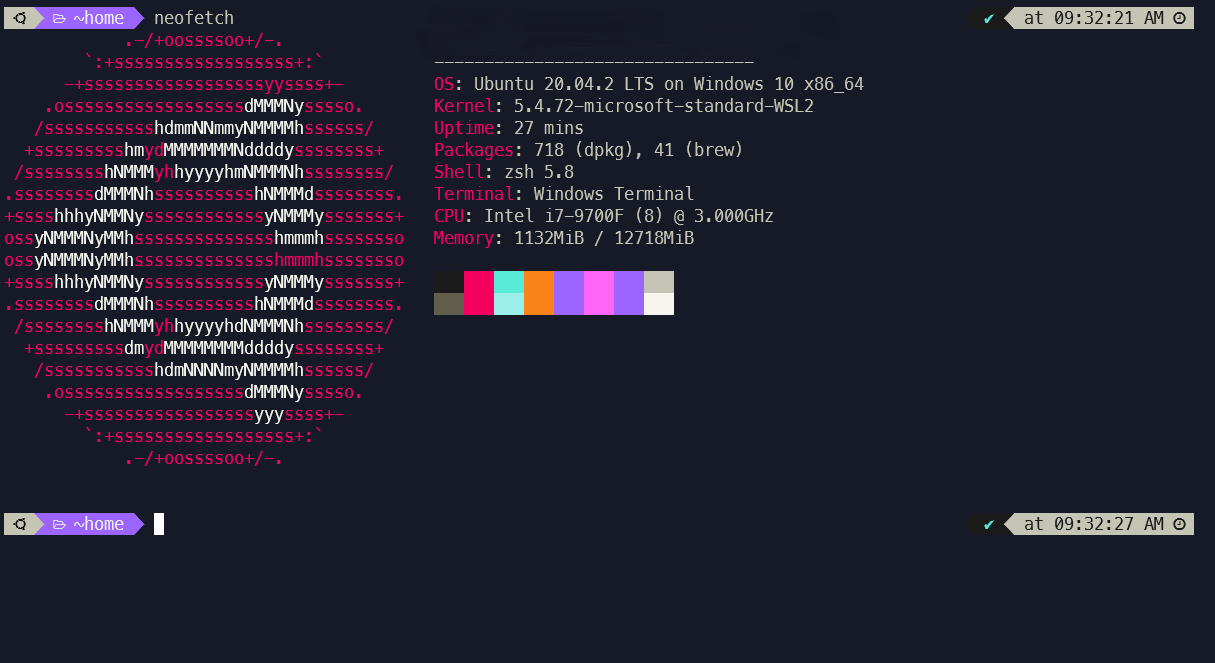 ~home neofetch ✔ at 09:32:21 AM
.-/+oossssoo+/-.
`:+ssssssssssssssssss+:` --------------------------------
-+ssssssssssssssssssyyssss+- OS: Ubuntu 20.04.2 LTS on Windows 10 x86_64
.ossssssssssssssssssdMMMNysssso. Kernel: 5.4.72-microsoft-standard-WSL2
/ssssssssssshdmmNNmmyNMMMMhssssss/ Uptime: 27 mins
+ssssssssshmydMMMMMMMNddddyssssssss+ Packages: 718 (dpkg), 41 (brew)
/sssssssshNMMMyhhyyyyhmNMMMNhssssssss/ Shell: zsh 5.8
.ssssssssdMMMNhsssssssssshNMMMdssssssss. Terminal: Windows Terminal
+sssshhhyNMMNyssssssssssssyNMMMysssssss+ CPU: Intel i7-9700F (8) @ 3.000GHz
ossyNMMMNyMMhsssssssssssssshmmmhssssssso Memory: 1132MiB / 12718MiB
ossyNMMMNyMMhsssssssssssssshmmmhssssssso
+sssshhhyNMMNyssssssssssssyNMMMysssssss+
.ssssssssdMMMNhsssssssssshNMMMdssssssss.
/sssssssshNMMMyhhyyyyhdNMMMNhssssssss/
+sssssssssdmydMMMMMMMMddddyssssssss+
/ssssssssssshdmNNNNmyNMMMMhssssss/
.ossssssssssssssssssdMMMNysssso.
-+sssssssssssssssssyyyssss+-
`:+ssssssssssssssssss+:`
.-/+oossssoo+/-.
~home ✔ at 09:32:27 AM